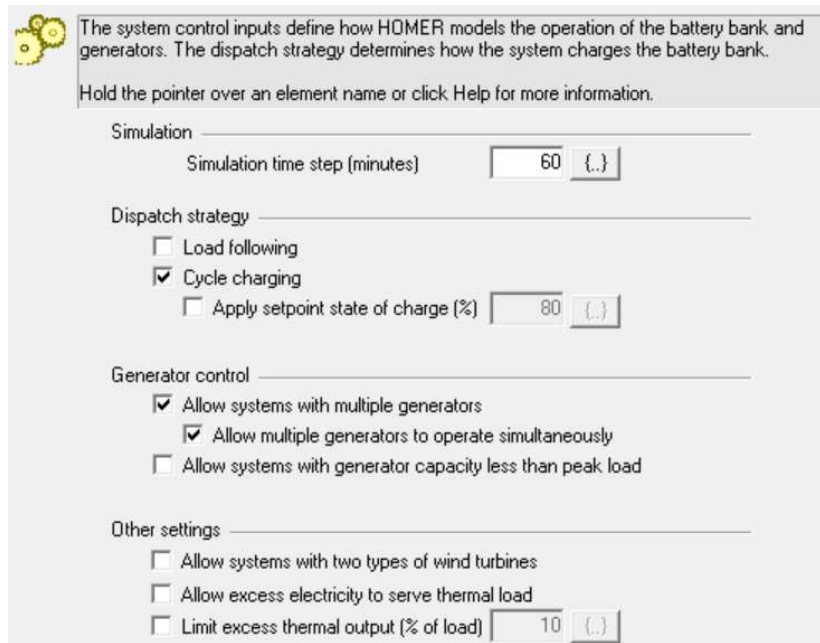 The system control inputs define how HOMER models the operation of the battery bank and
generators. The dispatch strategy determines how the system charges the battery bank.
Hold the pointer over an element name or click Help for more information.
Simulation
Simulation time step (minutes) 60 {..}
Dispatch strategy
Load following
Cycle charging
Apply setpoint state of charge (%) 80 {..}
Generator control
Allow systems with multiple generators
Allow multiple generators to operate simultaneously
Allow systems with generator capacity less than peak load
Other settings
Allow systems with two types of wind turbines
Allow excess electricity to serve thermal load
Limit excess thermal output (% of load) 10 {..}